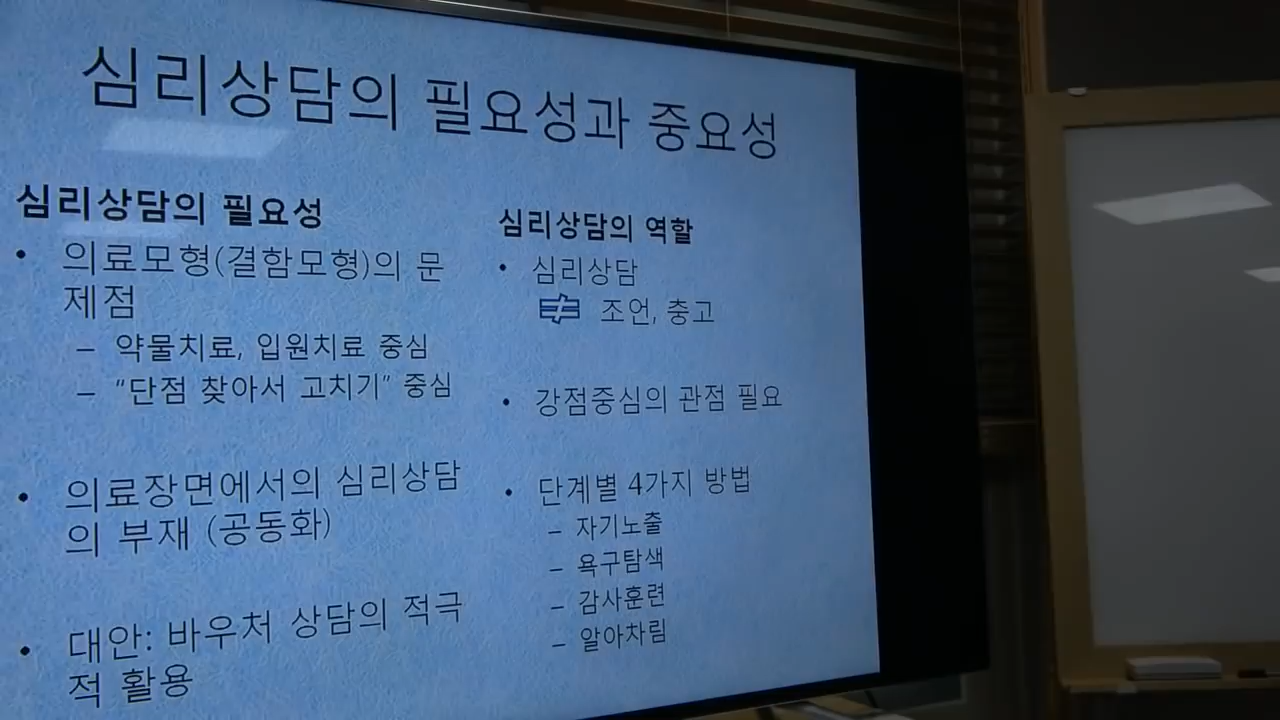 심리상담의 필요성과 중요성
심리상담의 필요성
• 의료모형(결함모형)의 문
제점
– 약물치료, 입원치료 중심
– “단점 찾아서 고치기” 중심
• 의료장면에서의 심리상담
의 부재 (공동화)
• 대안: 바우처 상담의 적극
적 활용
심리상담의 역할
• 심리상담
≠ 조언, 충고
• 강점중심의 관점 필요
• 단계별 4가지 방법
– 자기노출
– 욕구탐색
– 감사훈련
– 알아차림